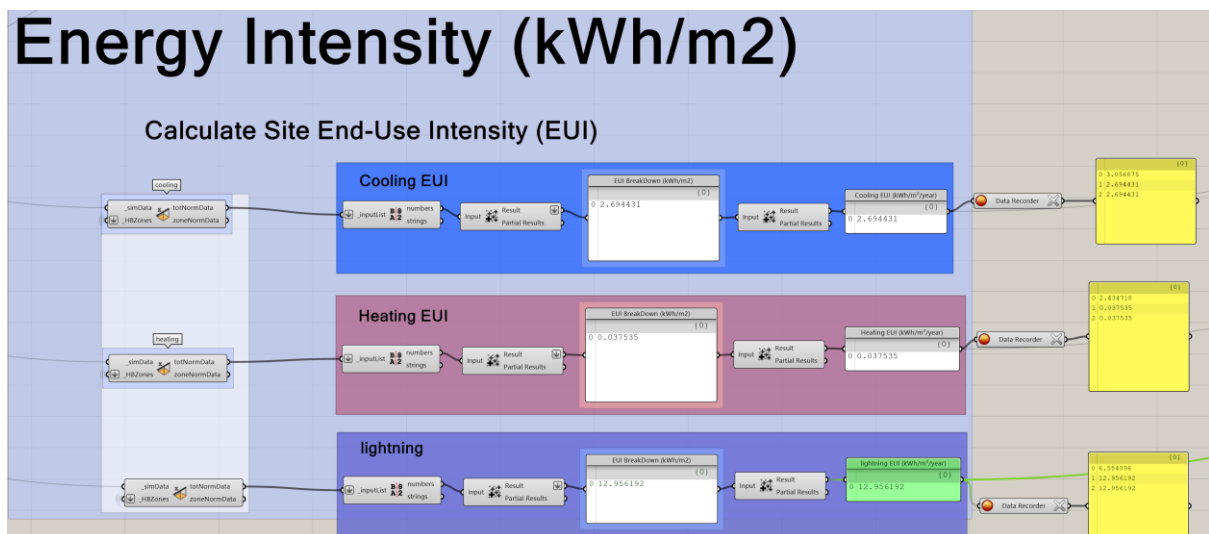 Energy Intensity (kWh/m2)
Calculate Site End-Use Intensity (EUI)
cooling
_simData
_HBZones
totNormData
zoneNormData
Cooling EUI
_inputList
numbers
strings
Input
Result
Partial Results
EUI BreakDown (kWh/m2)
{0}
0 2.694431
Input
Result
Partial Results
Cooling EUI (kWh/m²/year)
{0}
0 2.694431
Data Recorder
{0}
0 3.056075
1 2.694431
2 2.694431
heating
_simData
_HBZones
totNormData
zoneNormData
Heating EUI
_inputList
numbers
strings
Input
Result
Partial Results
EUI BreakDown (kWh/m2)
{0}
0 0.037535
Input
Result
Partial Results
Heating EUI (kWh/m²/year)
{0}
0 0.037535
Data Recorder
{0}
0 2.434718
1 0.037535
2 0.037535
_simData
_HBZones
totNormData
zoneNormData
lightning
_inputList
numbers
strings
Input
Result
Partial Results
EUI BreakDown (kWh/m2)
{0}
0 12.956192
Input
Result
Partial Results
lightning EUI (kWh/m²/year)
{0}
0 12.956192
Data Recorder
{0}
0 6.584896
1 12.956192
2 12.956192